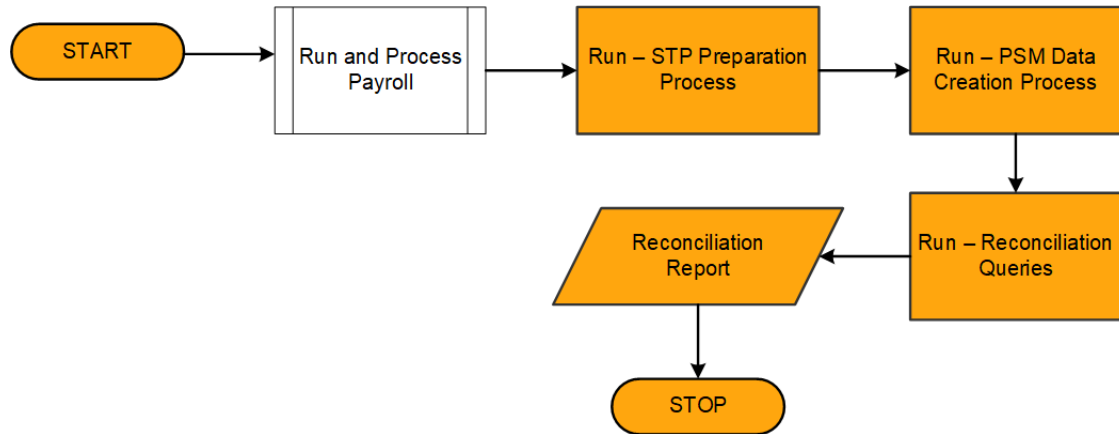 START
Run and Process
Payroll
Run – STP Preparation
Process
Run – PSM Data
Creation Process
Run – Reconciliation
Queries
Reconciliation
Report
STOP